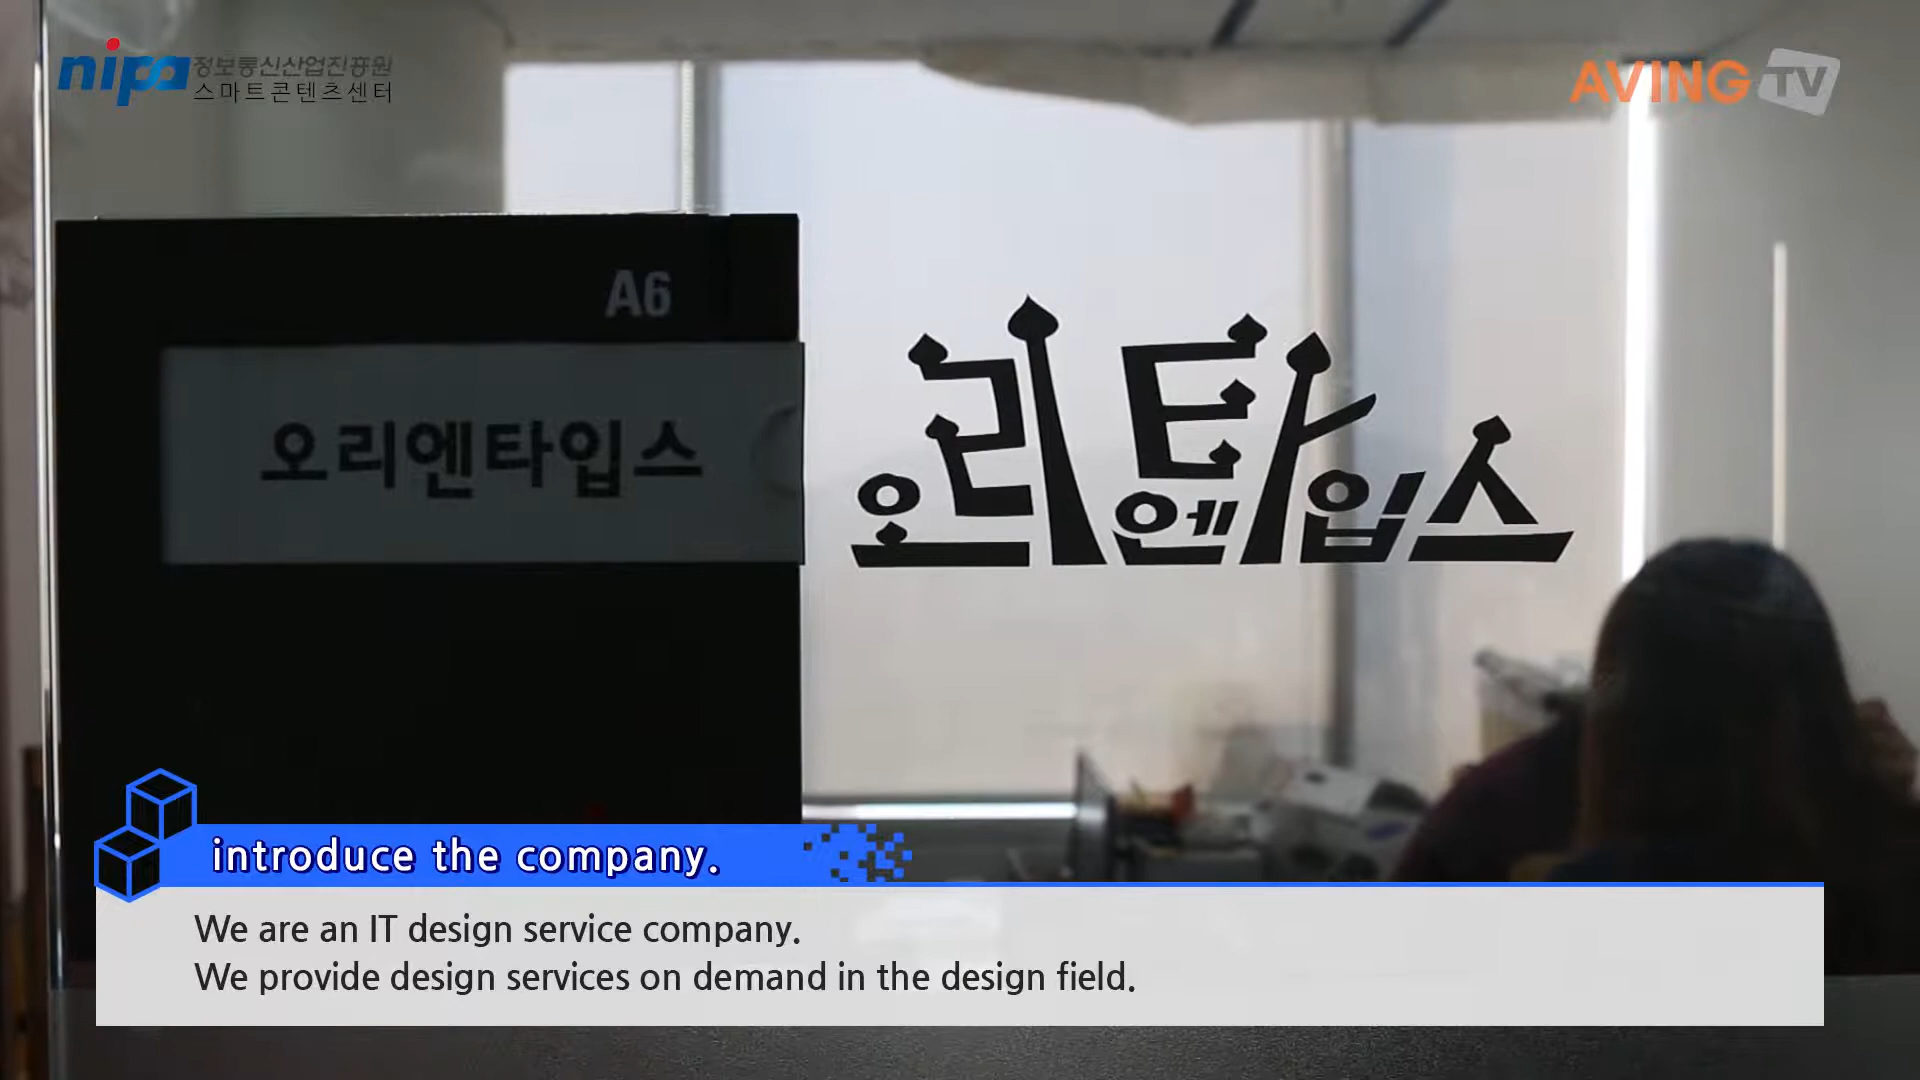 nipa 정보통신산업진흥원
스마트콘텐츠센터
AVING TV
A6
오리엔타입스
오리엔타입스
introduce the company.
We are an IT design service company.
We provide design services on demand in the design field.